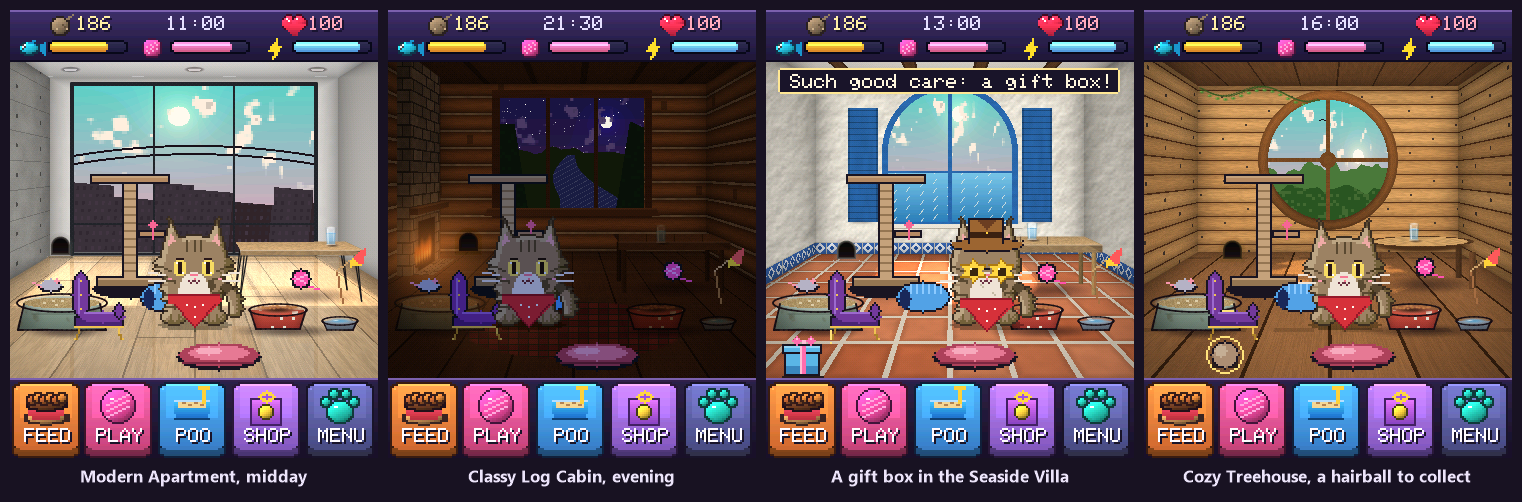 186 11:00 100
186 21:30 100
186 13:00 100
186 16:00 100
Such good care: a gift box!
FEED PLAY POO SHOP MENU
FEED PLAY POO SHOP MENU
FEED PLAY POO SHOP MENU
FEED PLAY POO SHOP MENU
Modern Apartment, midday
Classy Log Cabin, evening
A gift box in the Seaside Villa
Cozy Treehouse, a hairball to collect